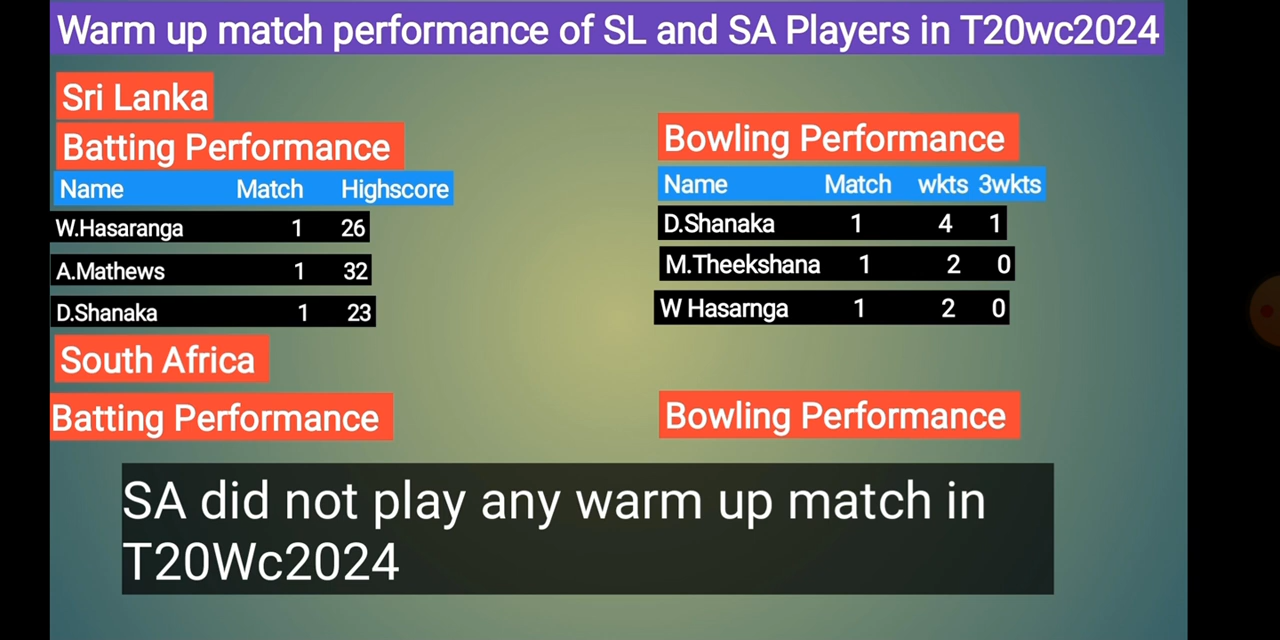 Warm up match performance of SL and SA Players in T20wc2024
Sri Lanka
Batting Performance
Name Match Highscore
W.Hasaranga 1 26
A.Mathews 1 32
D.Shanaka 1 23
Bowling Performance
Name Match wkts 3wkts
D.Shanaka 1 4 1
M.Theekshana 1 2 0
W Hasarnga 1 2 0
South Africa
Batting Performance
Bowling Performance
SA did not play any warm up match in
T20Wc2024